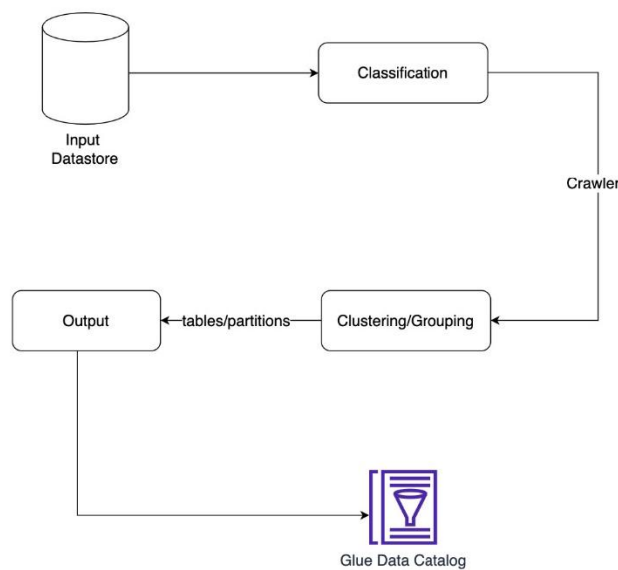 Input
Datastore
Classification
Crawler
Output
tables/partitions
Clustering/Grouping
Glue Data Catalog